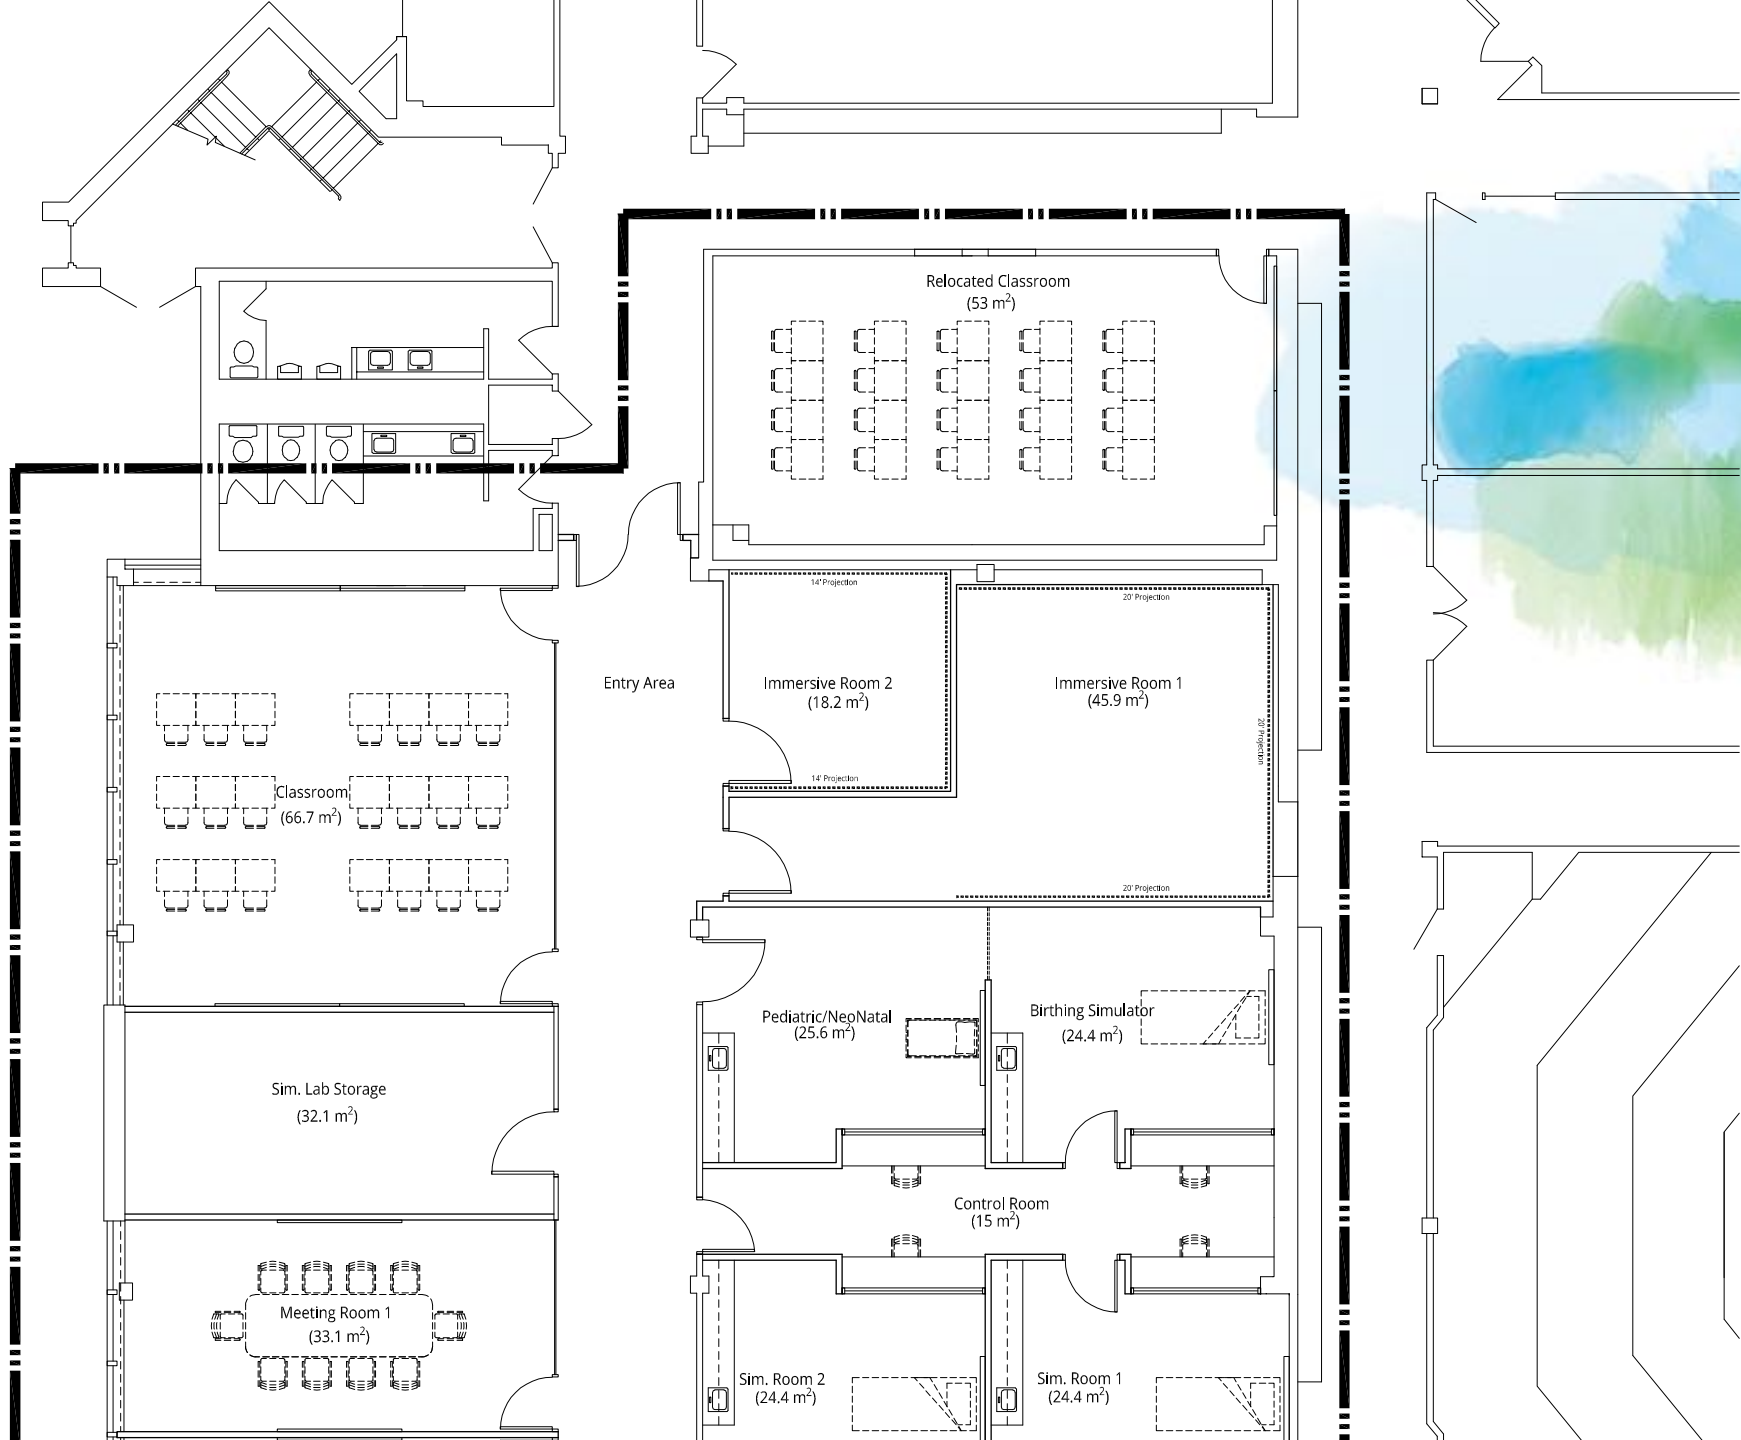 Relocated Classroom
(53 m²)
14' Projection
20' Projection
Entry Area
Immersive Room 2
(18.2 m²)
Immersive Room 1
(45.9 m²)
20' Projection
14' Projection
Classroom
(66.7 m²)
20' Projection
Pediatric/NeoNatal
(25.6 m²)
Birthing Simulator
(24.4 m²)
Sim. Lab Storage
(32.1 m²)
Control Room
(15 m²)
Meeting Room 1
(33.1 m²)
Sim. Room 2
(24.4 m²)
Sim. Room 1
(24.4 m²)